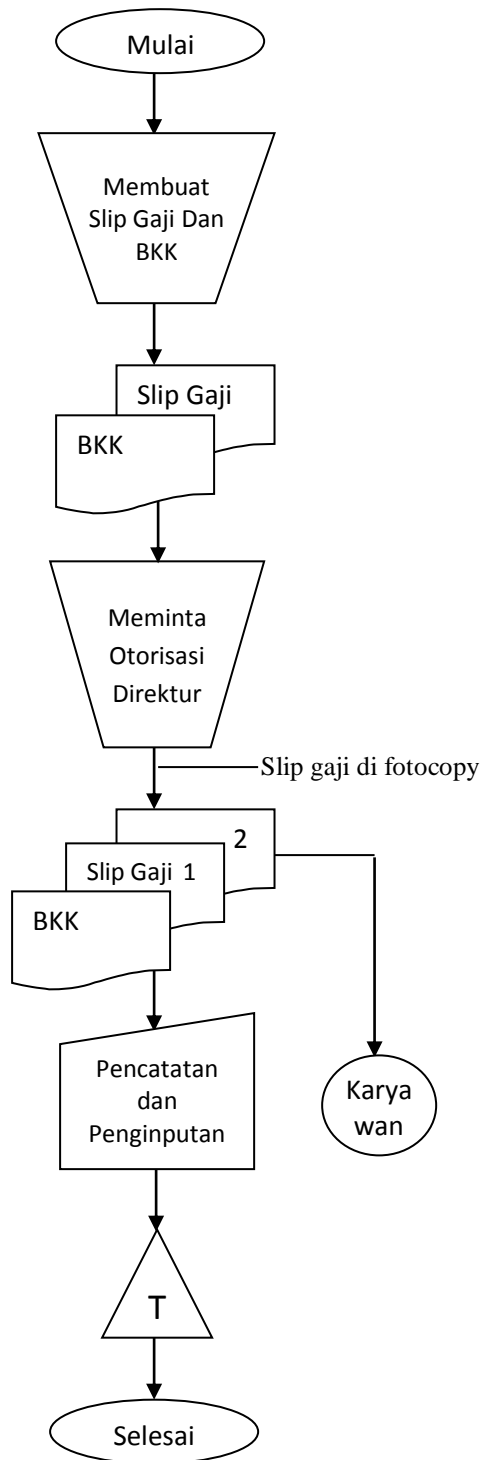 Mulai
Membuat
Slip Gaji Dan
BKK
Slip Gaji
BKK
Meminta
Otorisasi
Direktur
Slip gaji di fotocopy
2
Slip Gaji 1
BKK
Pencatatan
dan
Penginputan
Karya
wan
T
Selesai